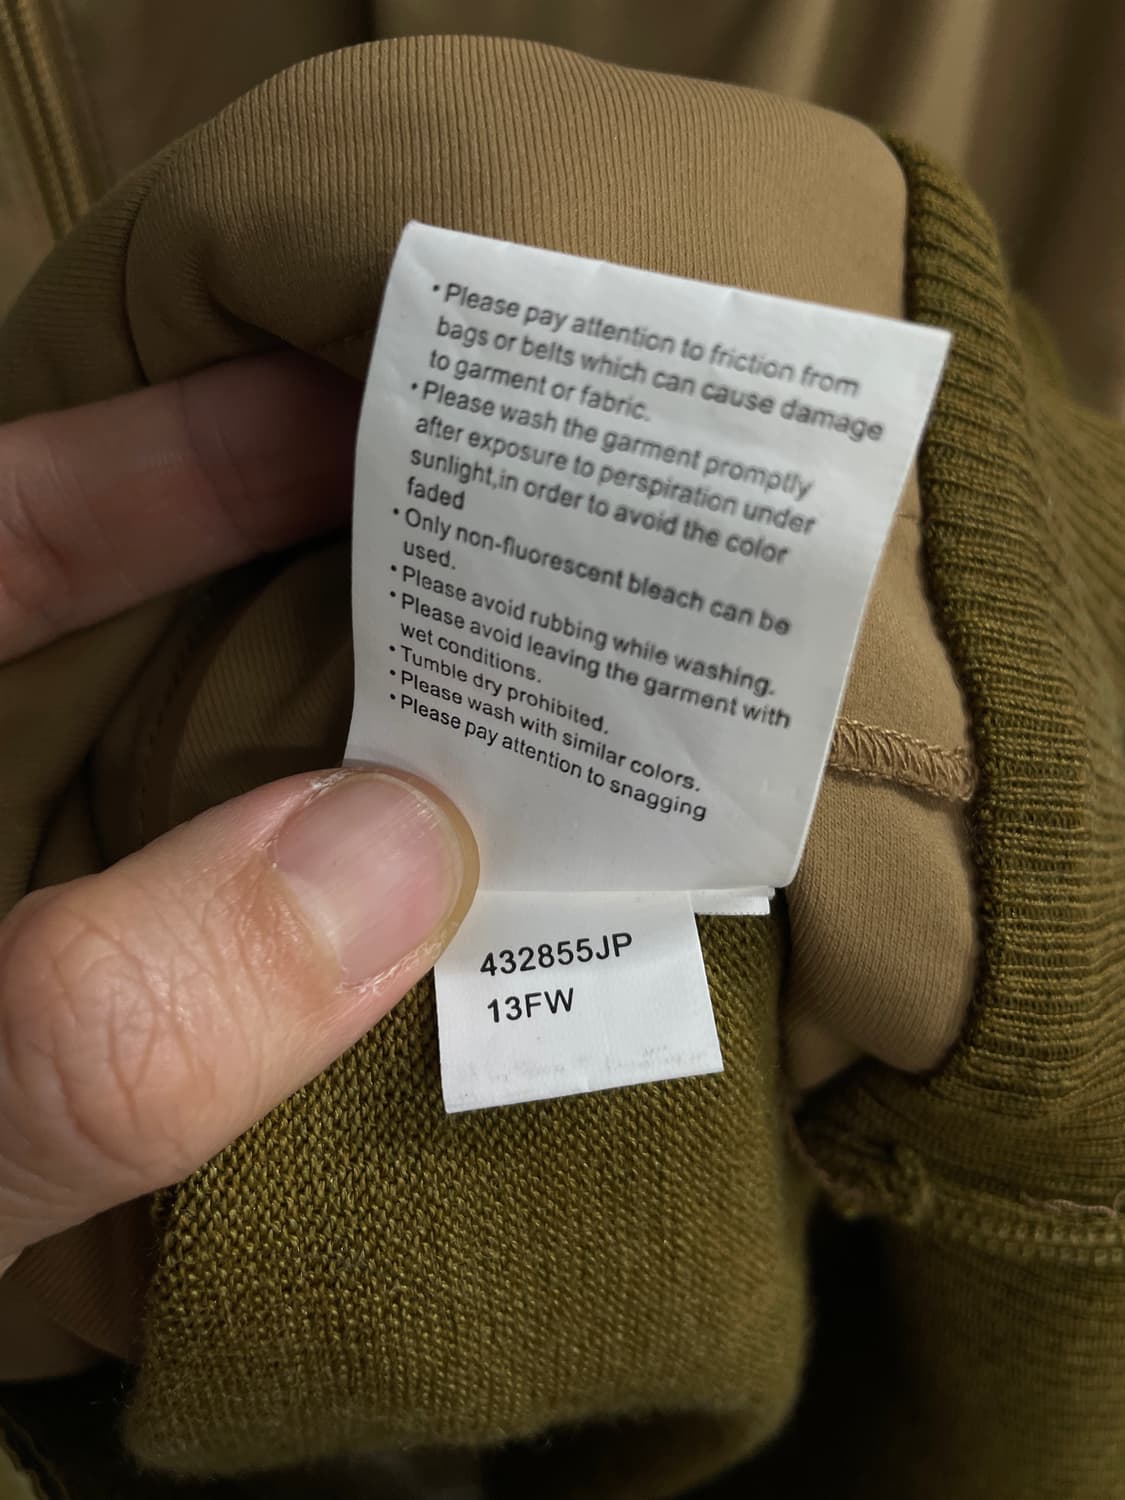 • Please pay attention to friction from
bags or belts which can cause damage
to garment or fabric.
• Please wash the garment promptly
after exposure to perspiration under
sunlight,in order to avoid the color
faded
• Only non-fluorescent bleach can be
used.
• Please avoid rubbing while washing.
• Please avoid leaving the garment with
wet conditions.
• Tumble dry prohibited.
• Please wash with similar colors.
• Please pay attention to snagging
432855JP
13FW